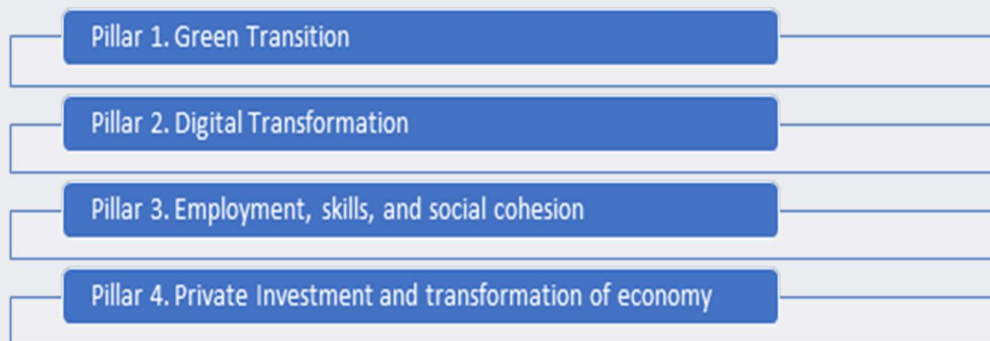 Pillar 1. Green Transition
Pillar 2. Digital Transformation
Pillar 3. Employment, skills, and social cohesion
Pillar 4. Private Investment and transformation of economy